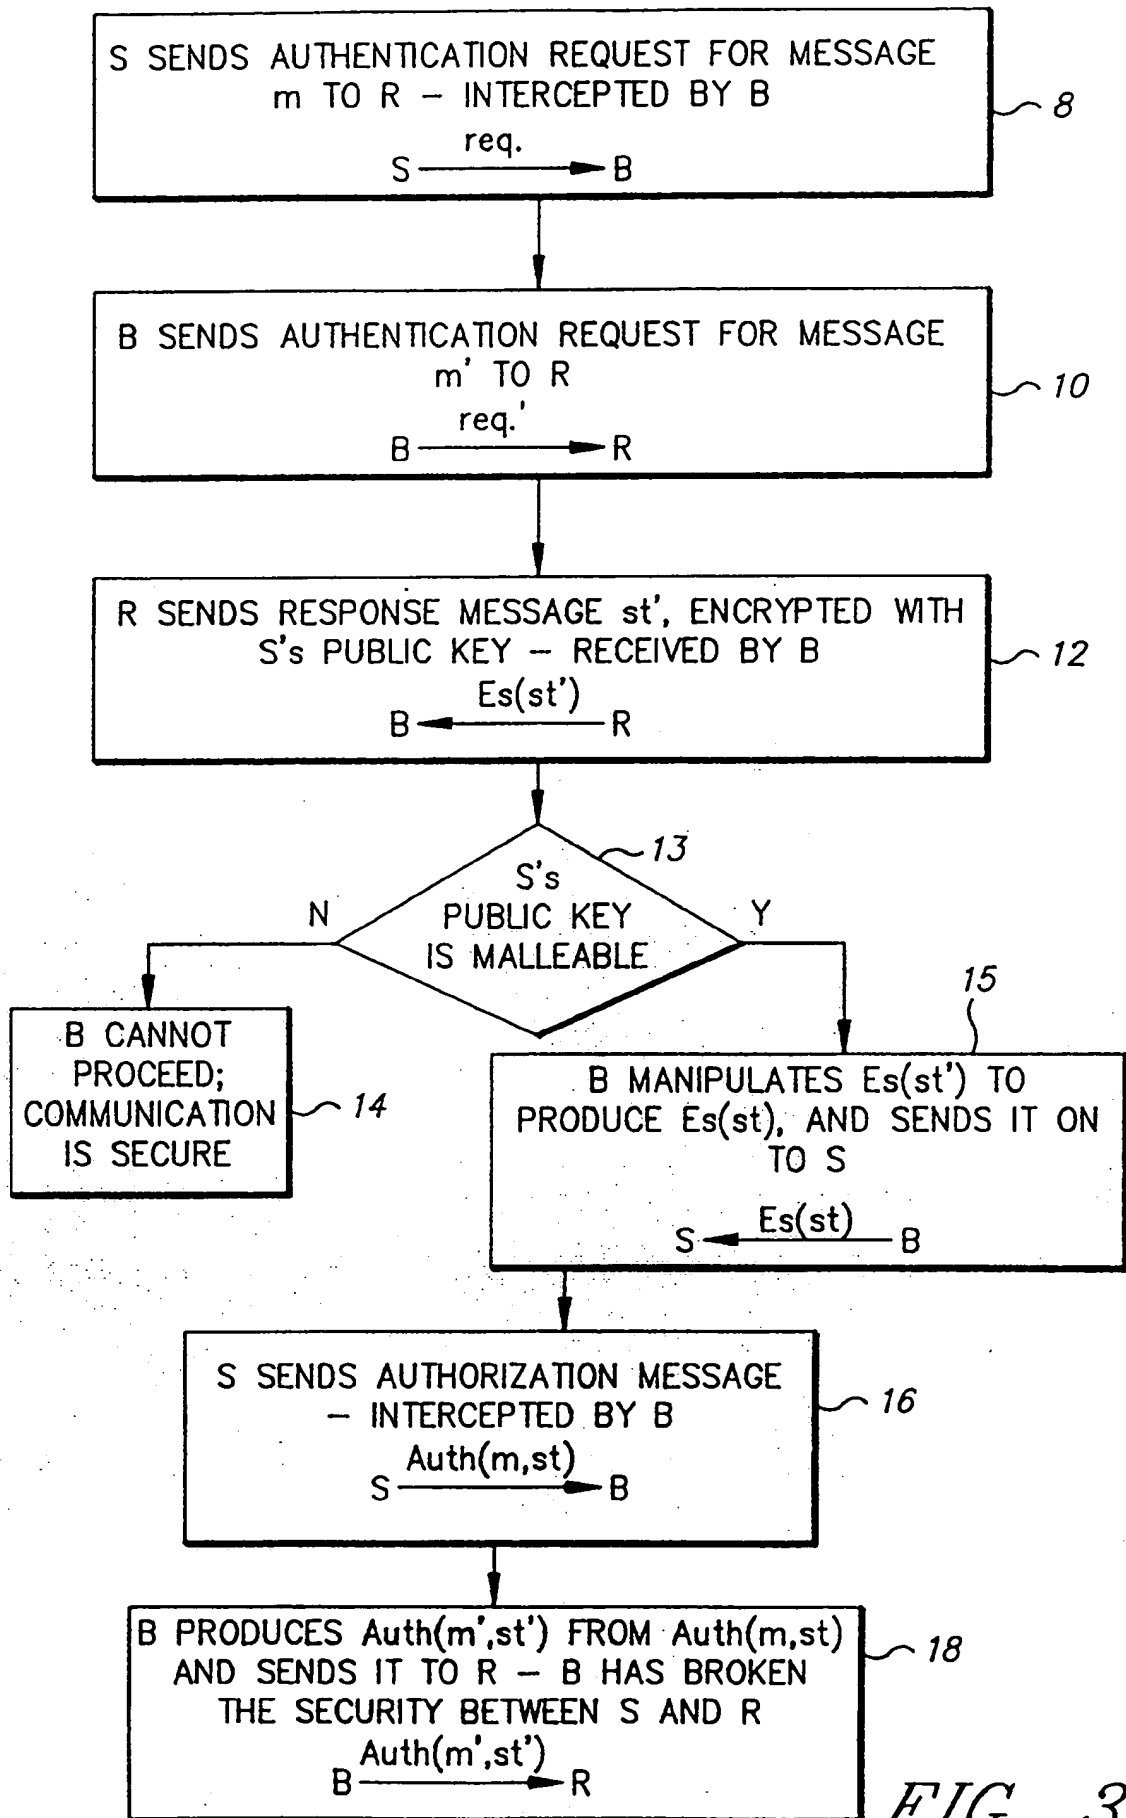 S SENDS AUTHENTICATION REQUEST FOR MESSAGE
m TO R – INTERCEPTED BY B
req.
S B
8
B SENDS AUTHENTICATION REQUEST FOR MESSAGE
m' TO R
req.'
B R
10
R SENDS RESPONSE MESSAGE st', ENCRYPTED WITH
S's PUBLIC KEY – RECEIVED BY B
Es(st')
B R
12
13
S's
PUBLIC KEY
IS MALLEABLE
N
Y
B CANNOT
PROCEED;
COMMUNICATION
IS SECURE
14
15
B MANIPULATES Es(st') TO
PRODUCE Es(st), AND SENDS IT ON
TO S
Es(st)
S B
S SENDS AUTHORIZATION MESSAGE
– INTERCEPTED BY B
Auth(m,st)
S B
16
B PRODUCES Auth(m',st') FROM Auth(m,st)
AND SENDS IT TO R – B HAS BROKEN
THE SECURITY BETWEEN S AND R
Auth(m',st')
B R
18
FIG. 3